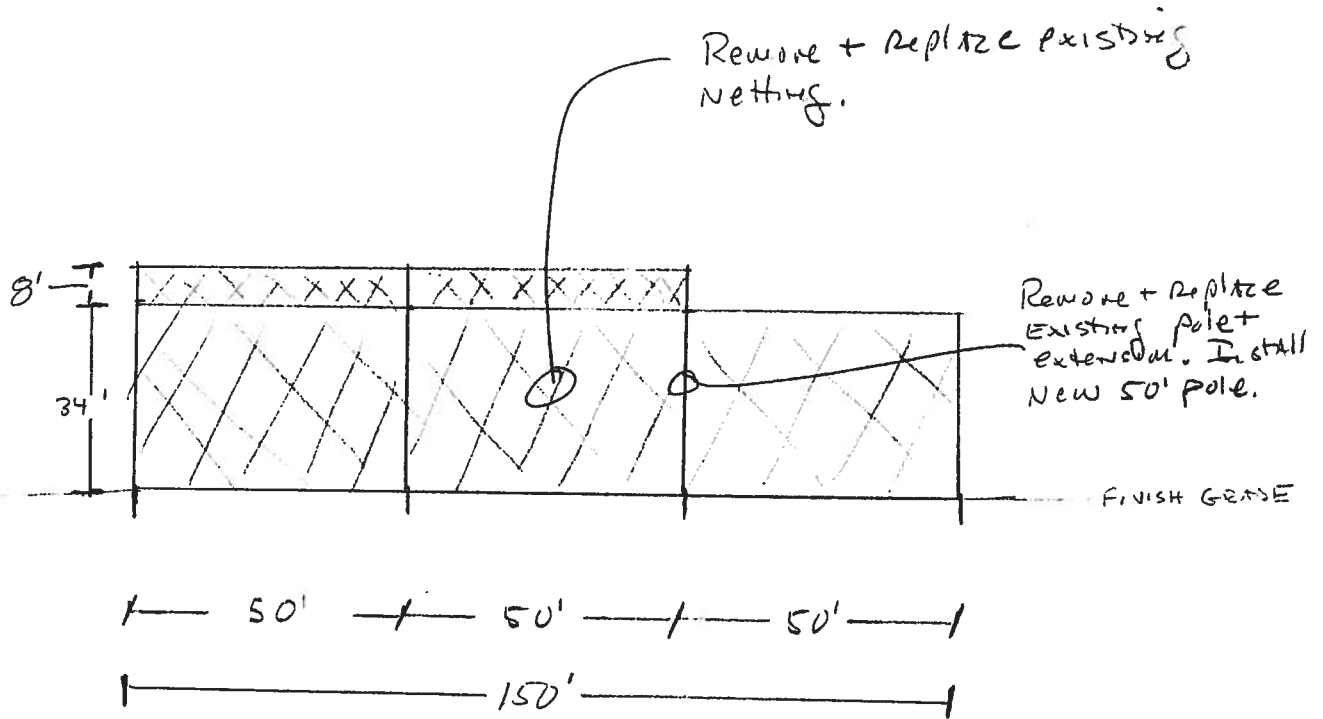 Remove + Replace existing
Netting.
8'
34'
Remove + Replace
Existing pole +
extension. Install
New 50' pole.
FINISH GRADE
50'
50'
50'
150'